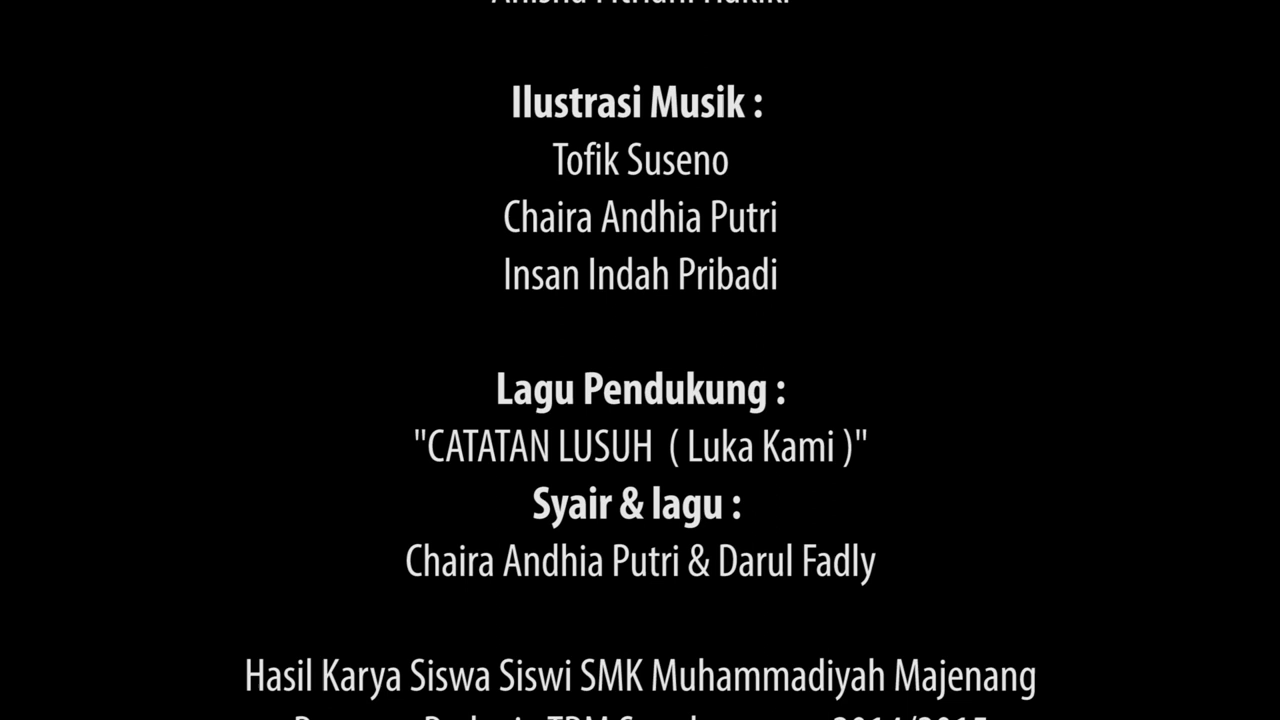 Ilustrasi Musik :
Tofik Suseno
Chaira Andhia Putri
Insan Indah Pribadi
Lagu Pendukung :
"CATATAN LUSUH ( Luka Kami )"
Syair & lagu :
Chaira Andhia Putri & Darul Fadly
Hasil Karya Siswa Siswi SMK Muhammadiyah Majenang